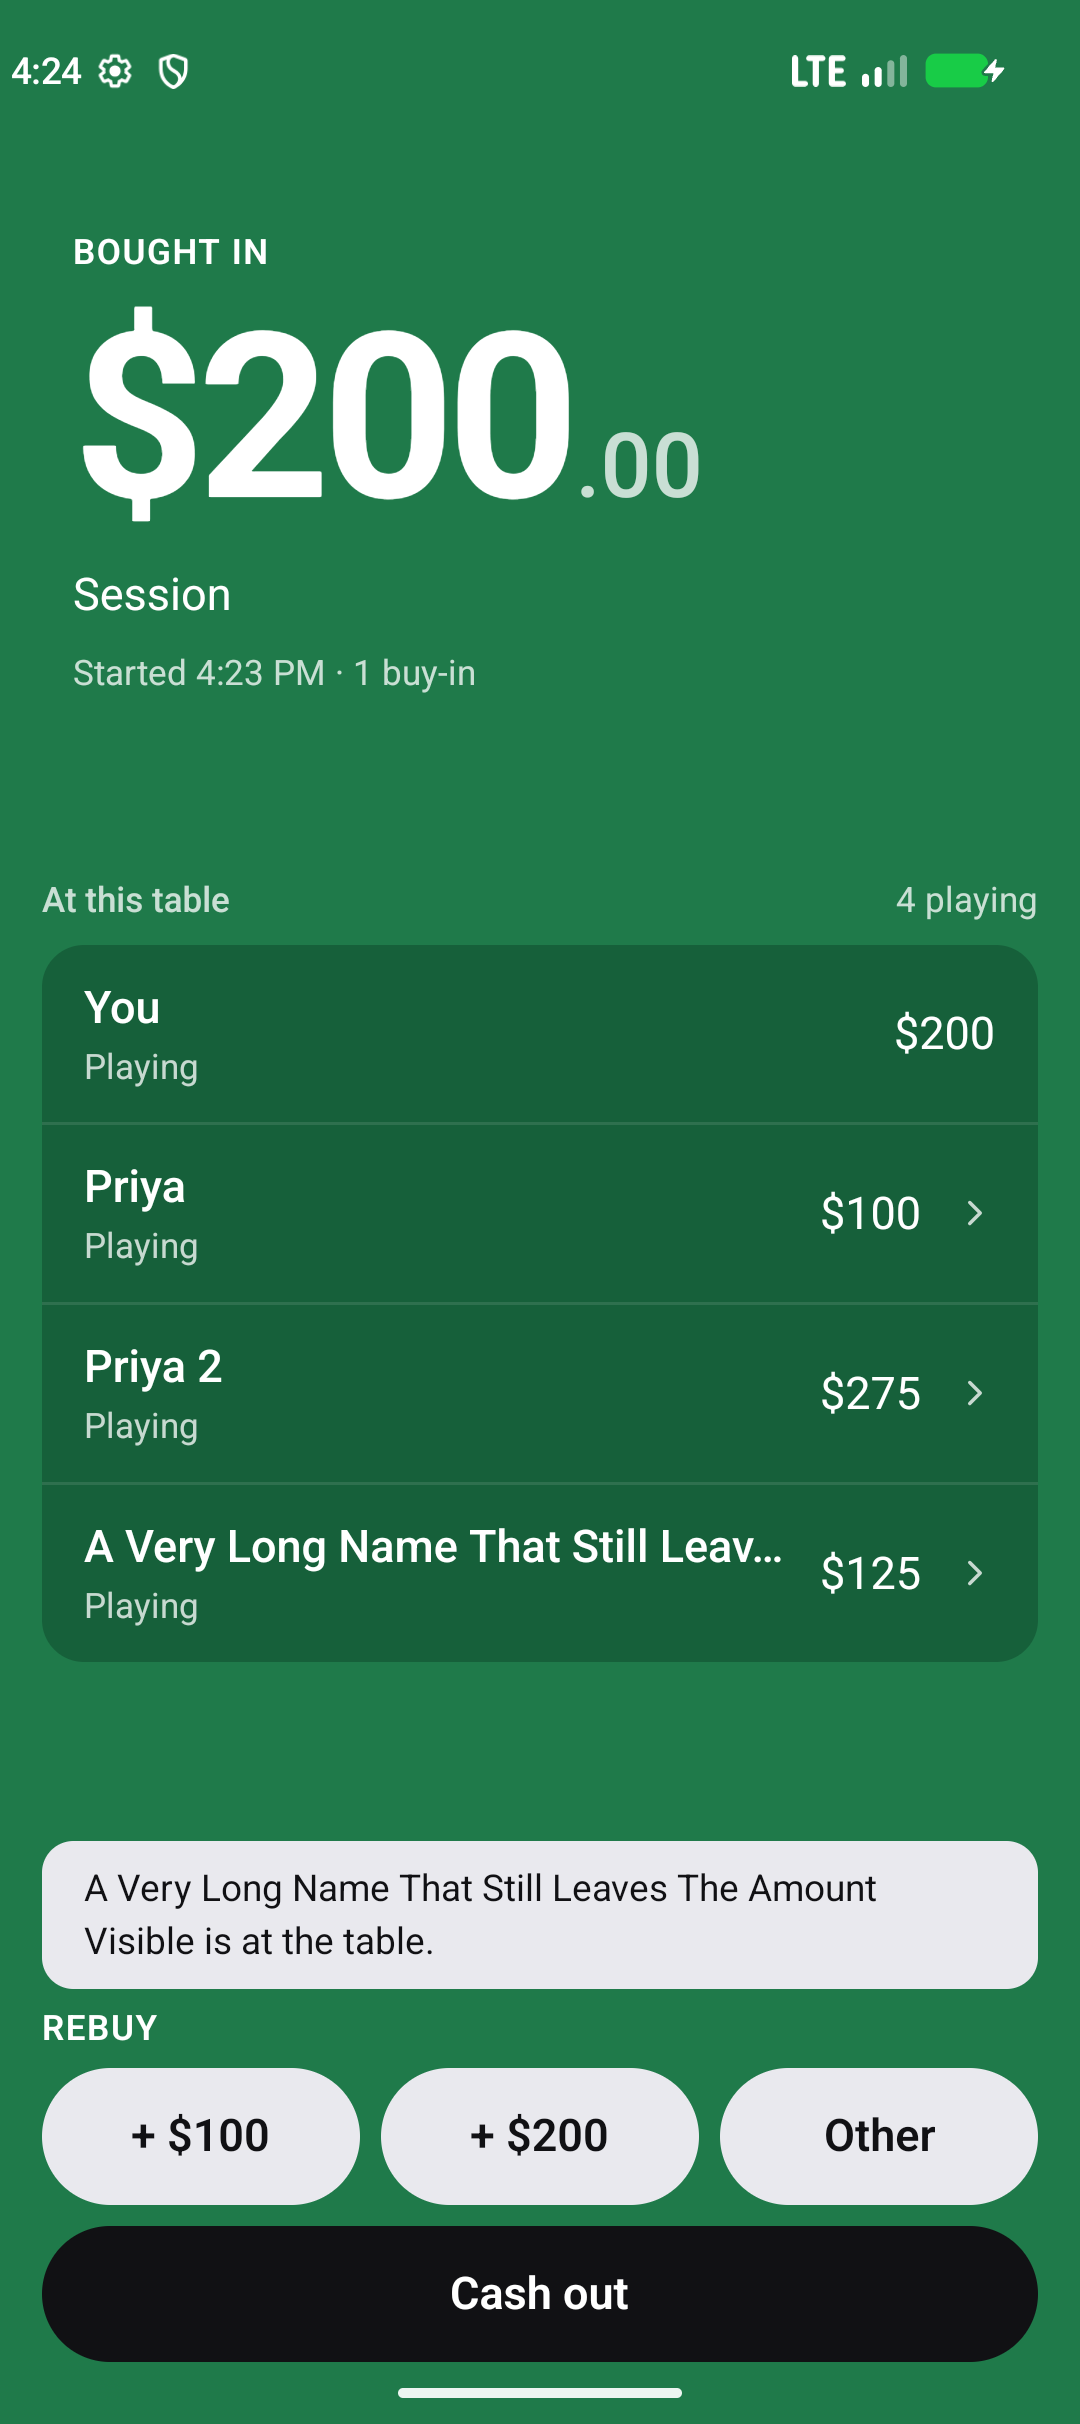 4:24 LTE
BOUGHT IN
$200.00
Session
Started 4:23 PM · 1 buy-in
At this table 4 playing
You
$200
Playing
Priya
$100
Playing
Priya 2
$275
Playing
A Very Long Name That Still Leav...
$125
Playing
A Very Long Name That Still Leaves The Amount
Visible is at the table.
REBUY
+ $100 + $200 Other
Cash out